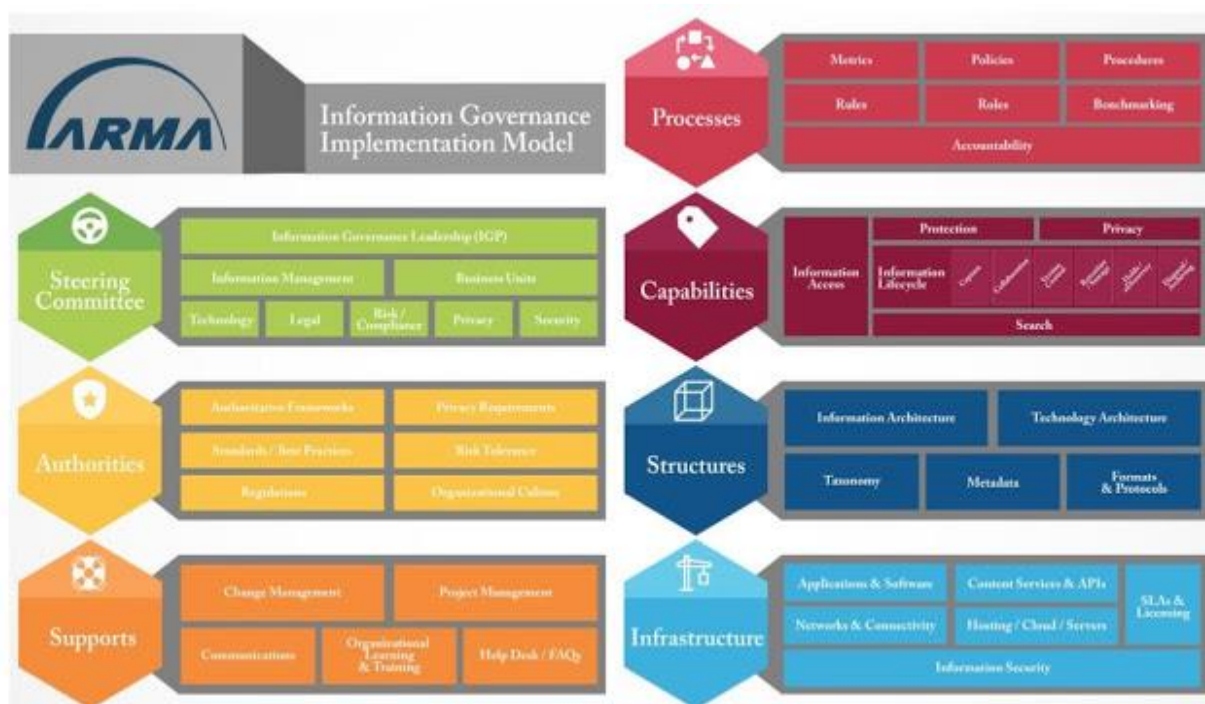 ARMA
Information Governance
Implementation Model
Steering
Committee
Information Governance Leadership (IGP)
Information Management
Business Units
Technology
Legal
Risk /
Compliance
Privacy
Security
Authorities
Authoritative Frameworks
Privacy Requirements
Standards / Best Practices
Risk Tolerance
Regulations
Organizational Culture
Supports
Change Management
Project Management
Communications
Organizational
Learning
& Training
Help Desk / FAQs
Processes
Metrics
Policies
Procedures
Rules
Roles
Benchmarking
Accountability
Capabilities
Information
Access
Protection
Privacy
Information
Lifecycle
Capture
Collaboration
Search
Structures
Information Architecture
Technology Architecture
Taxonomy
Metadata
Formats
& Protocols
Infrastructure
Applications & Software
Content Services & APIs
SLAs &
Licensing
Networks & Connectivity
Hosting / Cloud / Servers
Information Security